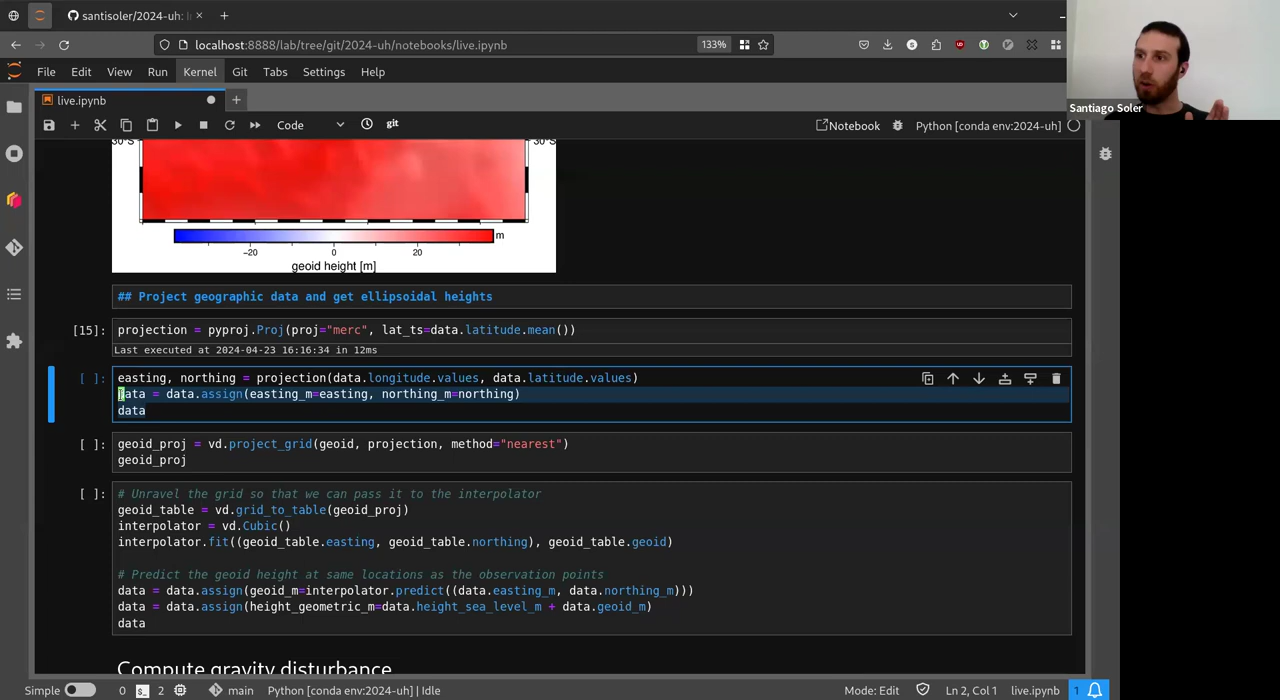 santisoler/2024-uh: l
localhost:8888/lab/tree/git/2024-uh/notebooks/live.ipynb
133%
Santiago Soler
File Edit View Run Kernel Git Tabs Settings Help
live.ipynb
Code
git
Notebook
Python [conda env:2024-uh]
30°S
30°S
m
−20
0
20
geoid height [m]
## Project geographic data and get ellipsoidal heights
[15]:
projection = pyproj.Proj(proj="merc", lat_ts=data.latitude.mean())
Last executed at 2024-04-23 16:16:34 in 12ms
[ ]:
easting, northing = projection(data.longitude.values, data.latitude.values)
data = data.assign(easting_m=easting, northing_m=northing)
data
[ ]:
geoid_proj = vd.project_grid(geoid, projection, method="nearest")
geoid_proj
[ ]:
# Unravel the grid so that we can pass it to the interpolator
geoid_table = vd.grid_to_table(geoid_proj)
interpolator = vd.Cubic()
interpolator.fit((geoid_table.easting, geoid_table.northing), geoid_table.geoid)
# Predict the geoid height at same locations as the observation points
data = data.assign(geoid_m=interpolator.predict((data.easting_m, data.northing_m)))
data = data.assign(height_geometric_m=data.height_sea_level_m + data.geoid_m)
data
Compute gravity disturbance
Simple
0
2
main
Python [conda env:2024-uh] | Idle
Mode: Edit
Ln 2, Col 1
live.ipynb
1